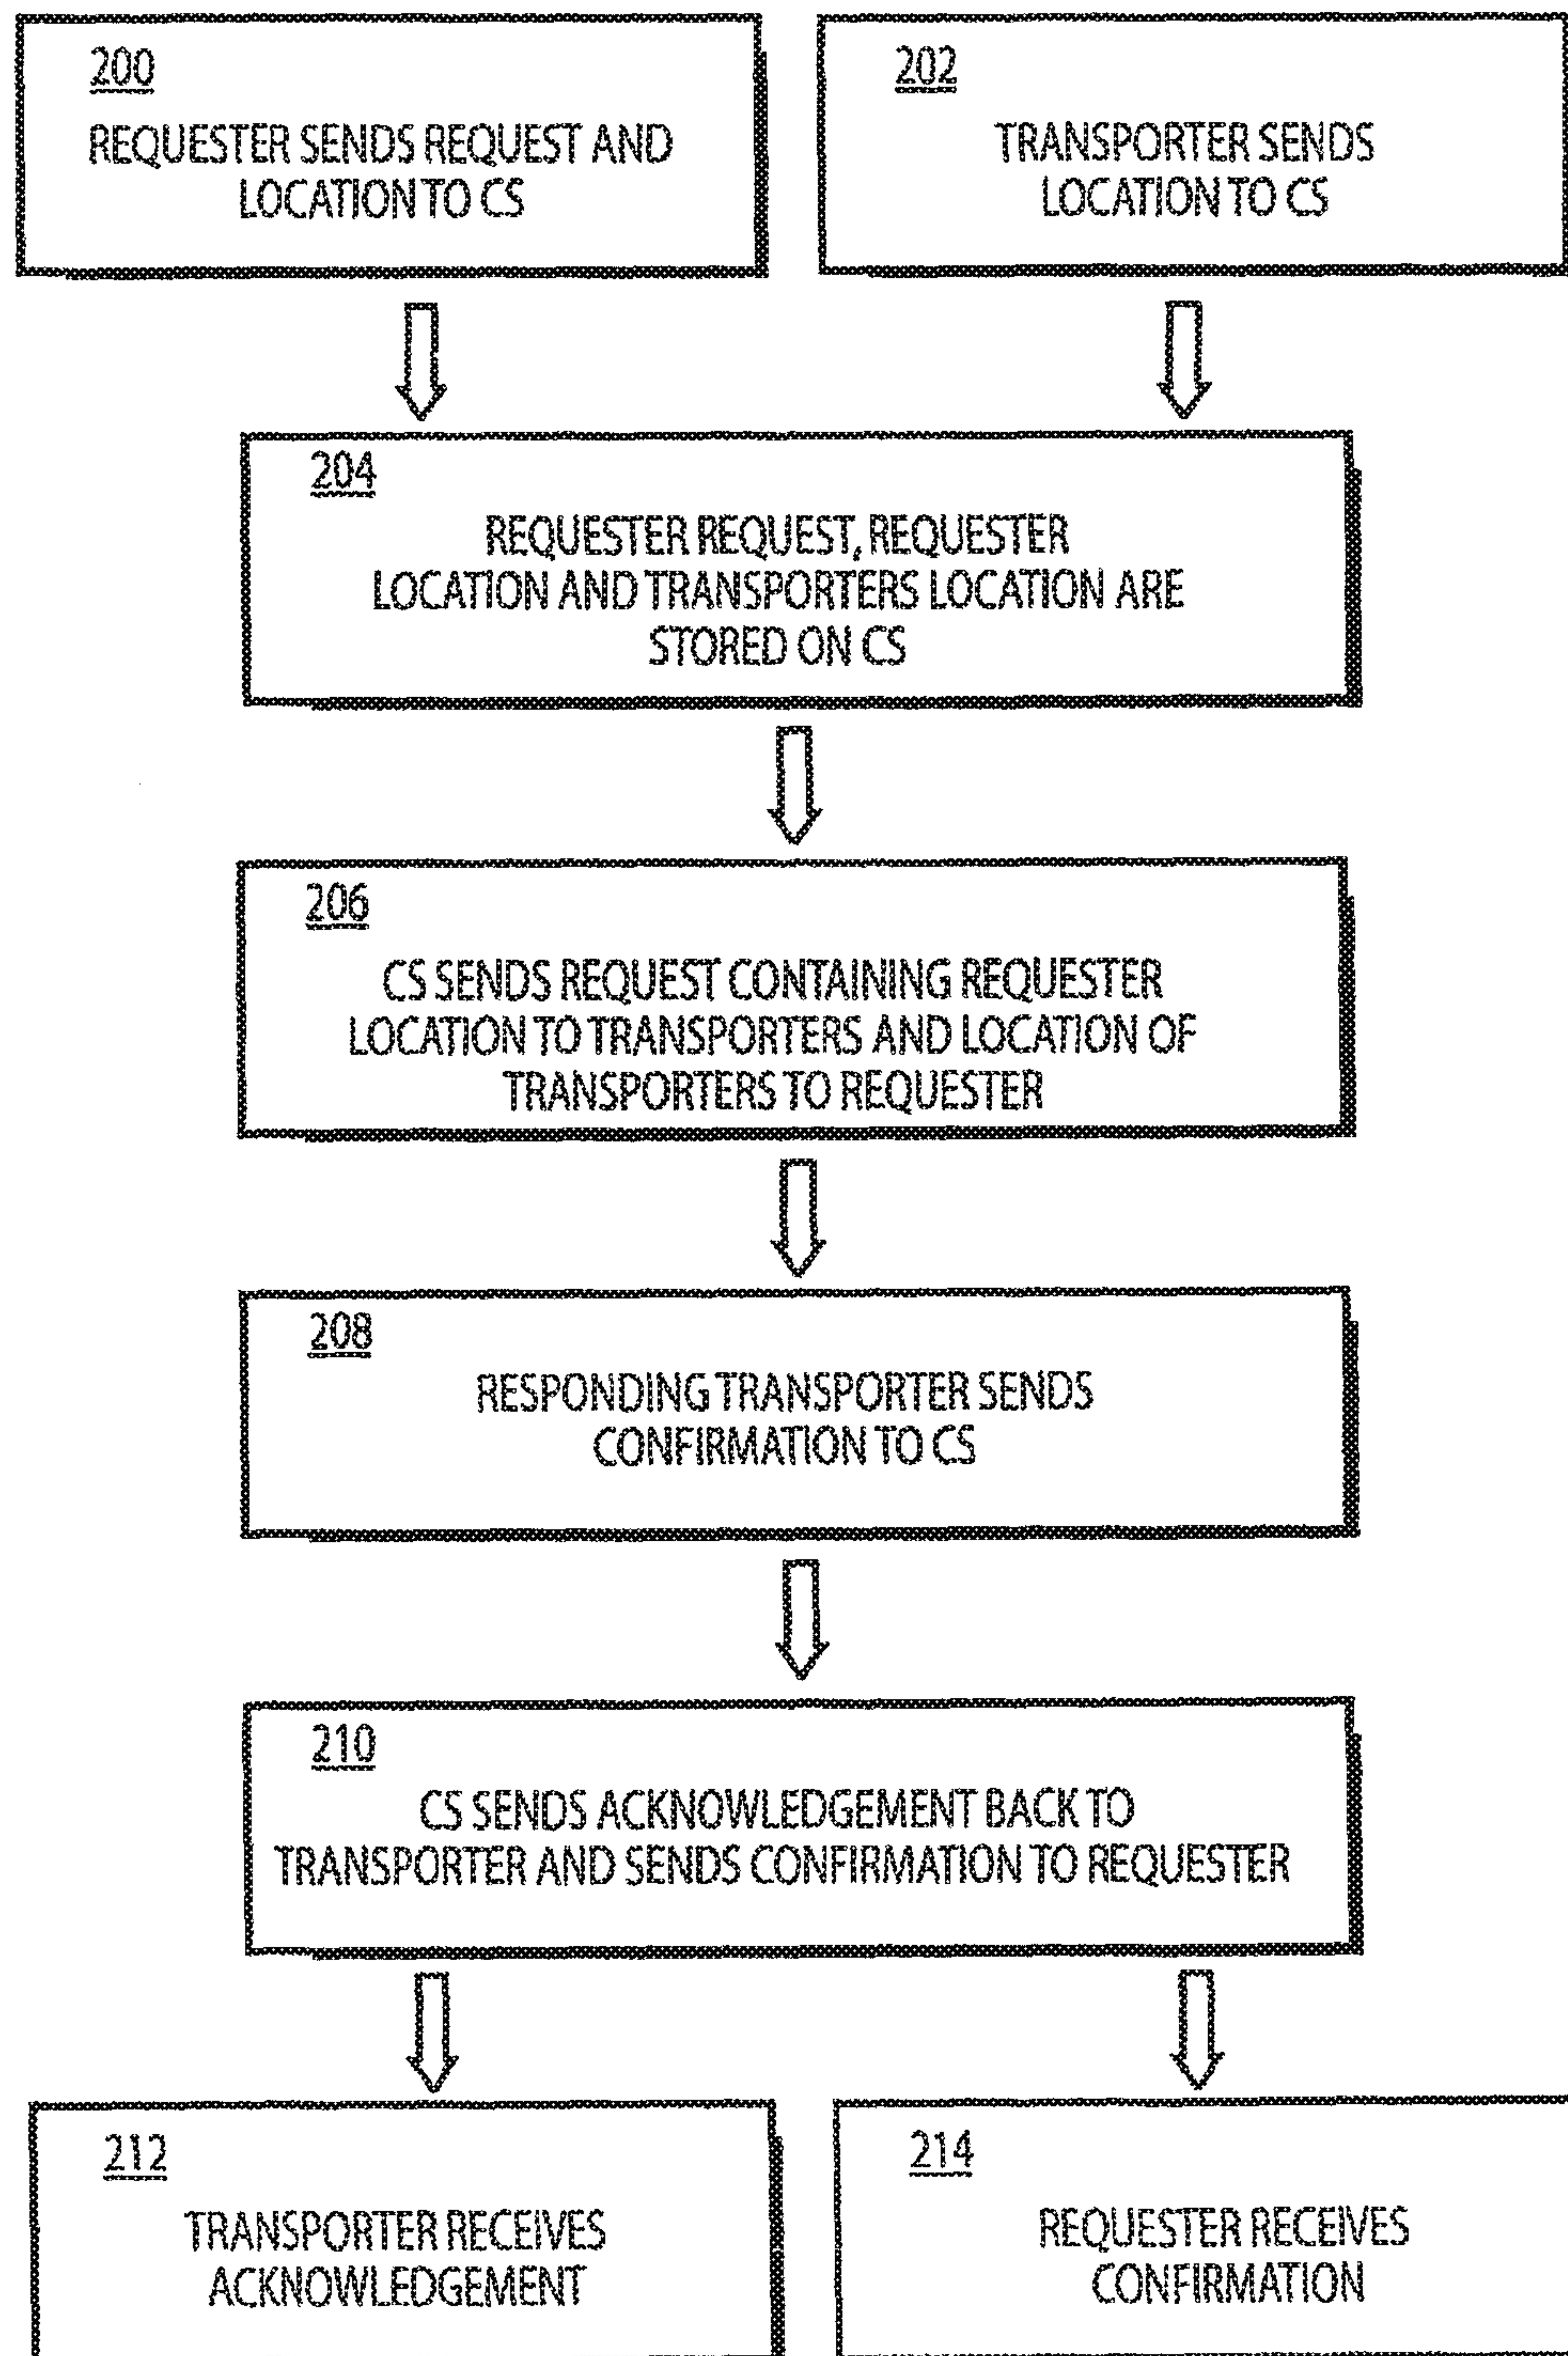 200
REQUESTER SENDS REQUEST AND
LOCATION TO CS
202
TRANSPORTER SENDS
LOCATION TO CS
204
REQUESTER REQUEST, REQUESTER
LOCATION AND TRANSPORTERS LOCATION ARE
STORED ON CS
206
CS SENDS REQUEST CONTAINING REQUESTER
LOCATION TO TRANSPORTERS AND LOCATION OF
TRANSPORTERS TO REQUESTER
208
RESPONDING TRANSPORTER SENDS
CONFIRMATION TO CS
210
CS SENDS ACKNOWLEDGEMENT BACK TO
TRANSPORTER AND SENDS CONFIRMATION TO REQUESTER
212
TRANSPORTER RECEIVES
ACKNOWLEDGEMENT
214
REQUESTER RECEIVES
CONFIRMATION